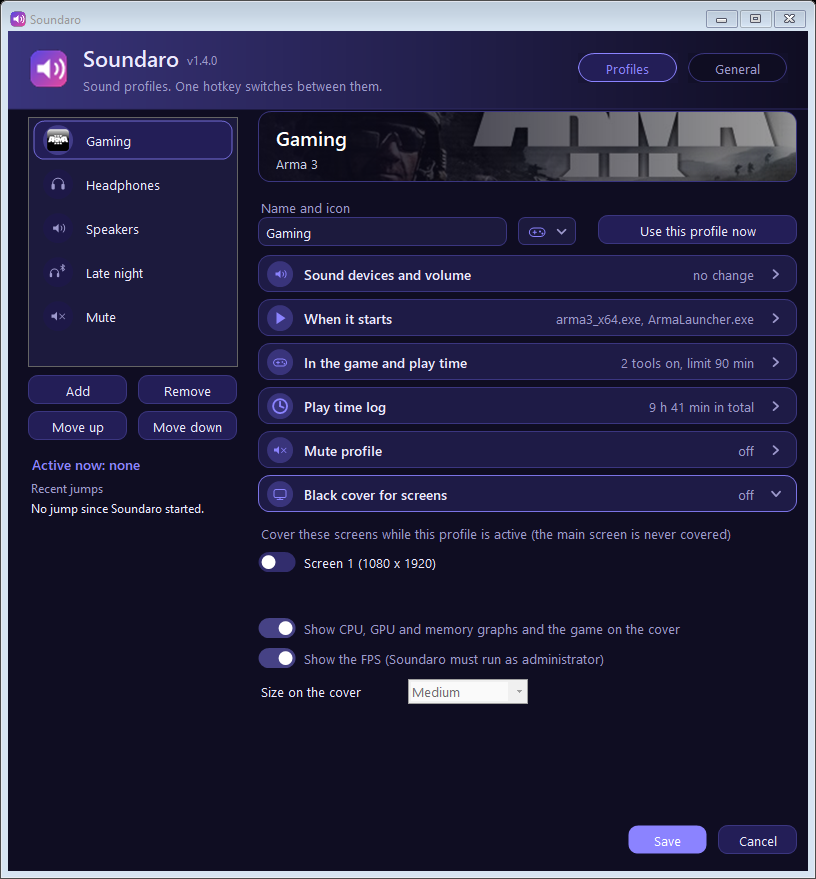 Soundaro
Soundaro v1.4.0
Sound profiles. One hotkey switches between them.
Profiles
General
Gaming
Headphones
Speakers
Late night
Mute
Add
Remove
Move up
Move down
Active now: none
Recent jumps
No jump since Soundaro started.
ARMA
III
Gaming
Arma 3
Name and icon
Gaming
Use this profile now
Sound devices and volume no change
When it starts arma3_x64.exe, ArmaLauncher.exe
In the game and play time 2 tools on, limit 90 min
Play time log 9 h 41 min in total
Mute profile off
Black cover for screens off
Cover these screens while this profile is active (the main screen is never covered)
Screen 1 (1080 x 1920)
Show CPU, GPU and memory graphs and the game on the cover
Show the FPS (Soundaro must run as administrator)
Size on the cover Medium
Save
Cancel